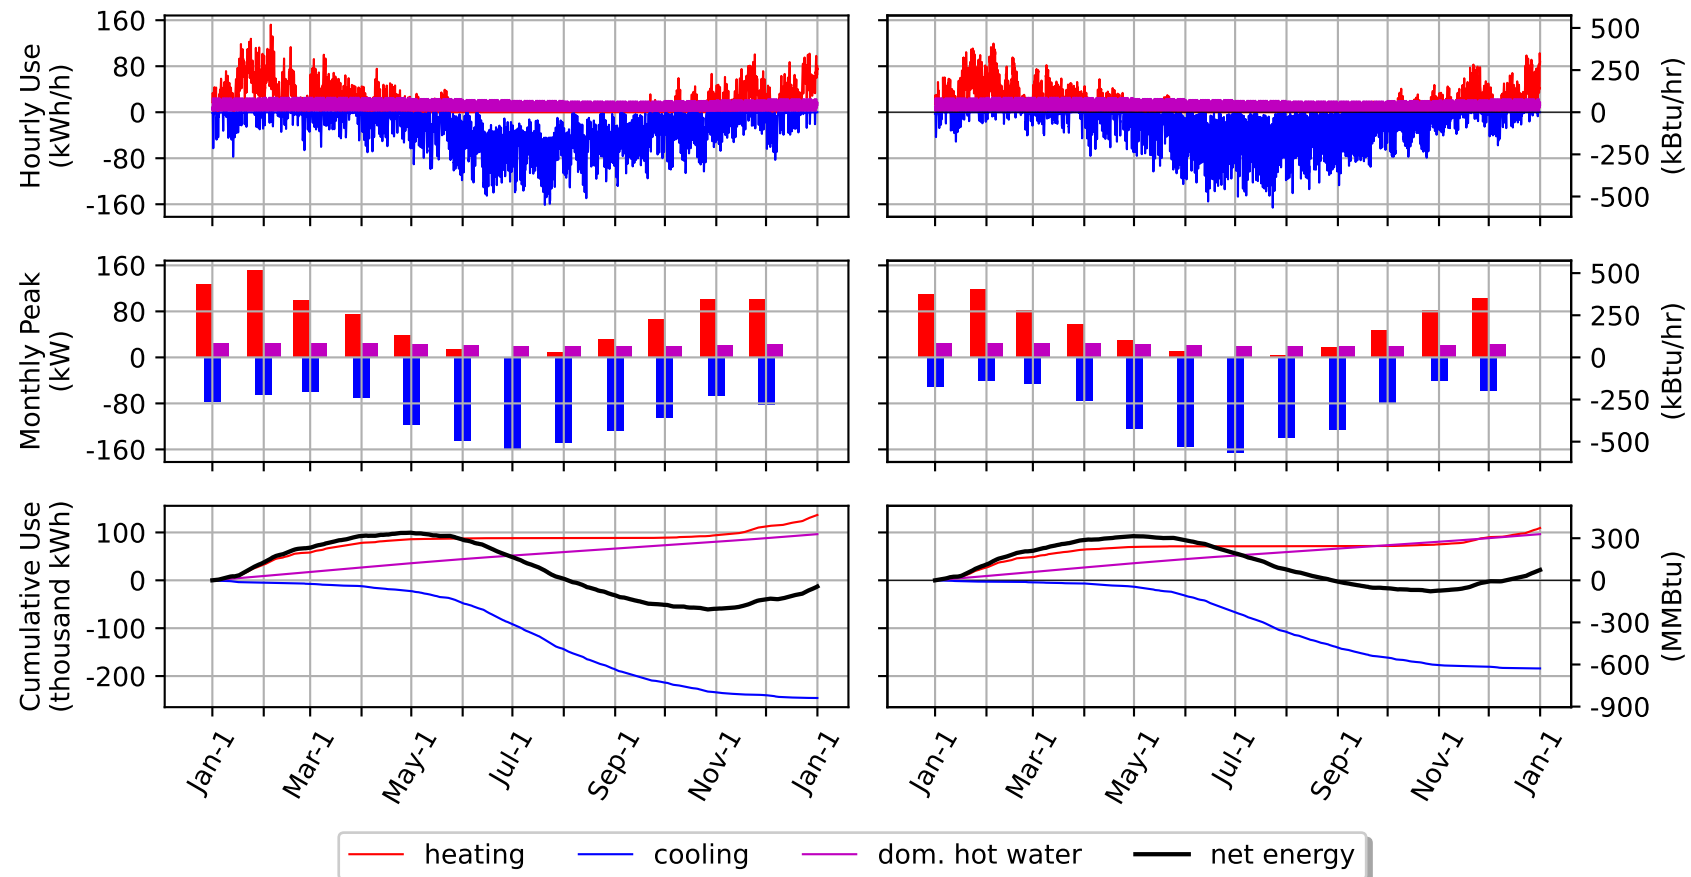 Hourly Use
(kWh/h)
160
80
0
-80
-160
500
250
0
-250
-500
(kBtu/hr)
Monthly Peak
(kW)
160
80
0
-80
-160
500
250
0
-250
-500
(kBtu/hr)
Cumulative Use
(thousand kWh)
100
0
-100
-200
300
0
-300
-600
-900
(MMBtu)
Jan-1 Mar-1 May-1 Jul-1 Sep-1 Nov-1 Jan-1
Jan-1 Mar-1 May-1 Jul-1 Sep-1 Nov-1 Jan-1
heating cooling dom. hot water net energy